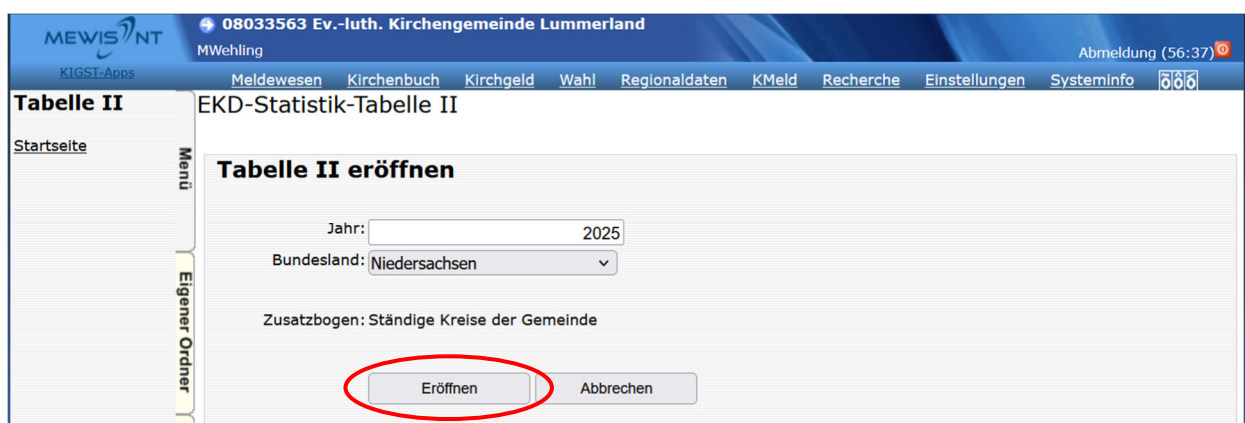 MEWIS NT
08033563 Ev.-luth. Kirchengemeinde Lummerland
MWehling
Abmeldung (56:37)
KIGST-Apps
Meldewesen Kirchenbuch Kirchgeld Wahl Regionaldaten KMeld Recherche Einstellungen Systeminfo
Tabelle II
EKD-Statistik-Tabelle II
Startseite
Menü
Eigener Ordner
Tabelle II eröffnen
Jahr: 2025
Bundesland: Niedersachsen
Zusatzbogen: Ständige Kreise der Gemeinde
Eröffnen Abbrechen